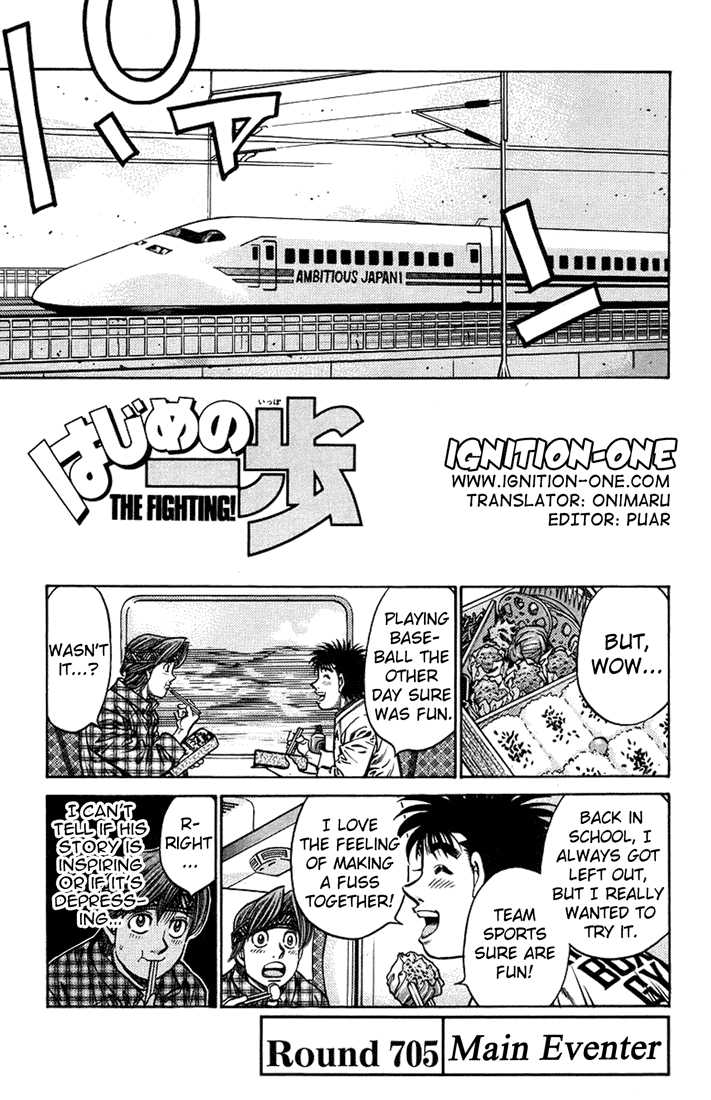 パァ
AMBITIOUS JAPAN!
はじめの一歩
いっぽ
THE FIGHTING!
IGNITION-ONE
WWW.IGNITION-ONE.COM
TRANSLATOR: ONIMARU
EDITOR: PUAR
BUT,
WOW...
PLAYING
BASE-
BALL THE
OTHER
DAY SURE
WAS FUN.
WASN'T
IT...?
BACK IN
SCHOOL, I
ALWAYS GOT
LEFT OUT,
BUT I REALLY
WANTED TO
TRY IT.
TEAM
SPORTS
SURE ARE
FUN!
I LOVE
THE FEELING
OF MAKING
A FUSS
TOGETHER!
R-
RIGHT
...
I CAN'T
TELL IF HIS
STORY IS
INSPIRING
OR IF IT'S
DEPRESS-
ING...
Round 705 Main Eventer